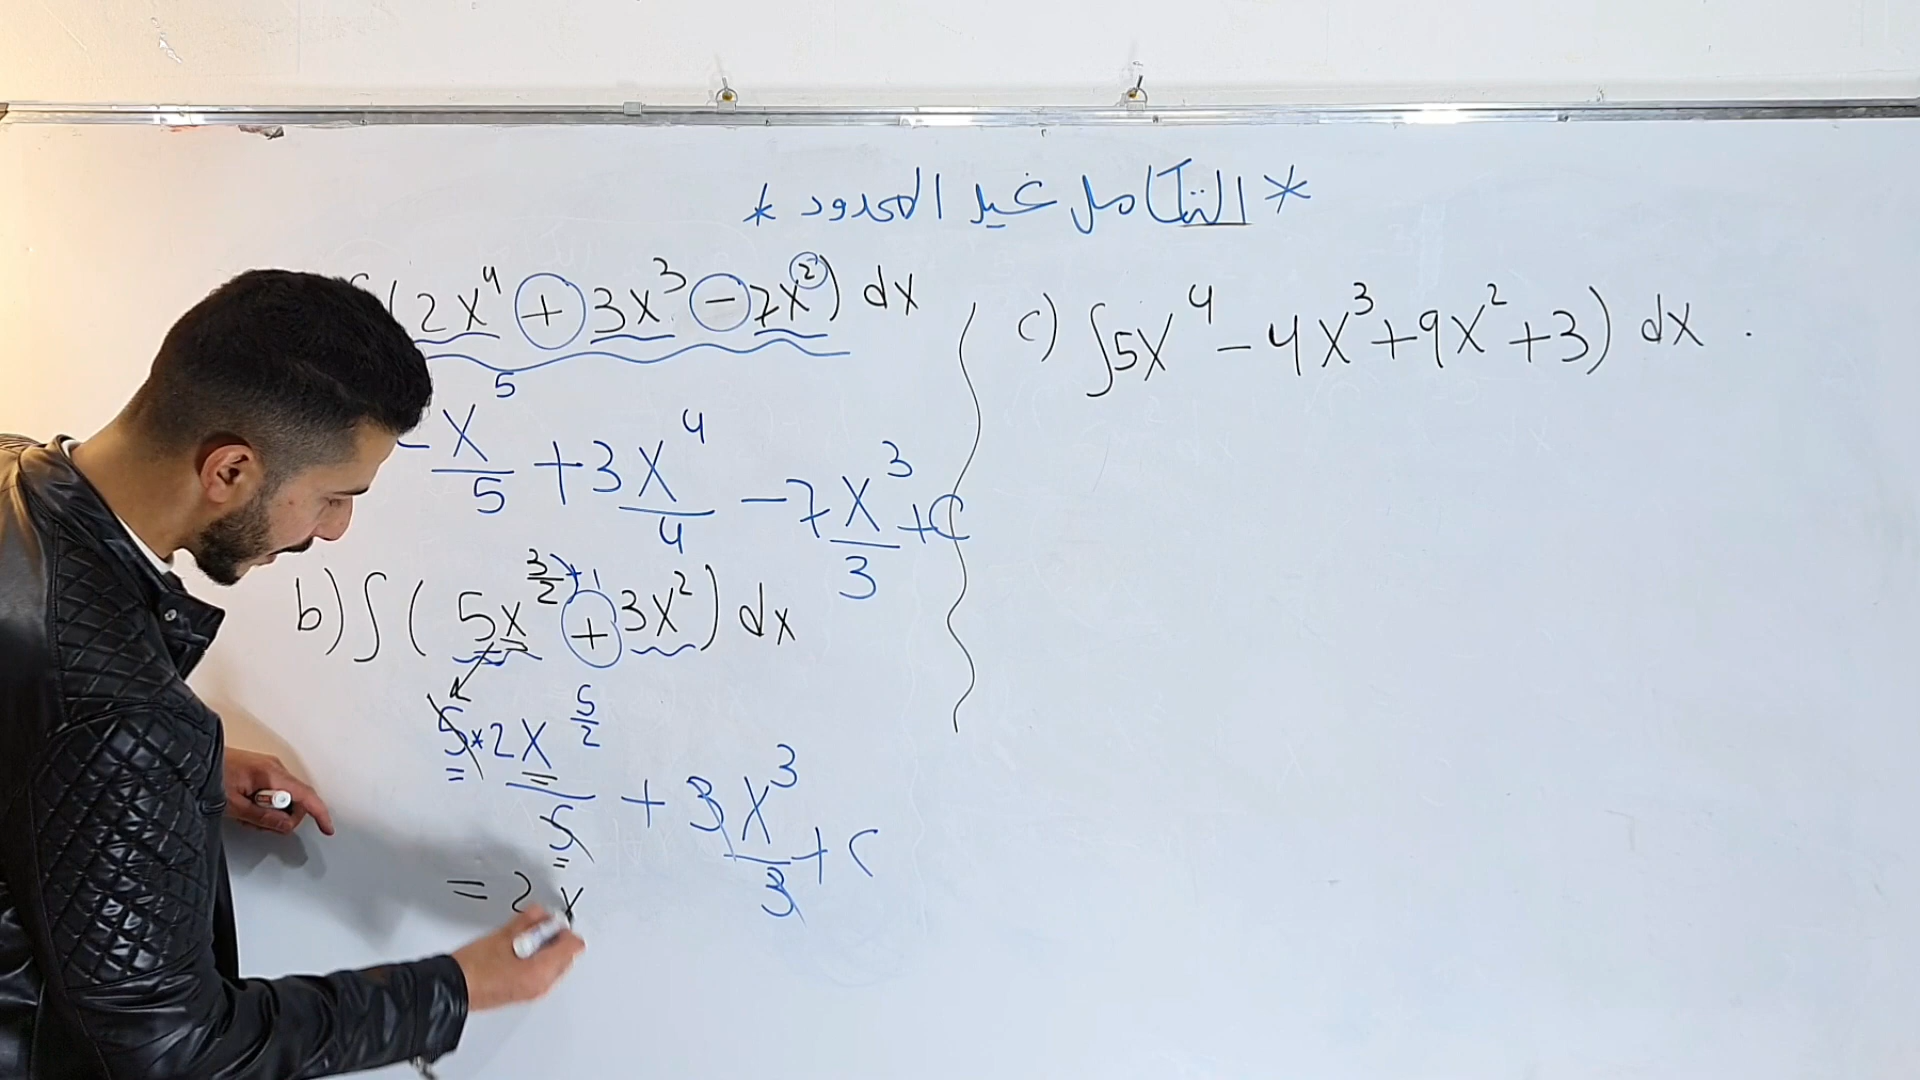 * التكامل غير المحدود *
(2x⁴ + 3x³ - 7x²) dx
x⁵/5 + 3x⁴/4 - 7x³/3 + C
b) ∫ ( 5x^(3/2)+1 + 3x² ) dx
5*2x^(5/2)/5 + 3x³/3 + C
= 2x
c) ∫5x⁴ - 4x³ + 9x² + 3) dx .